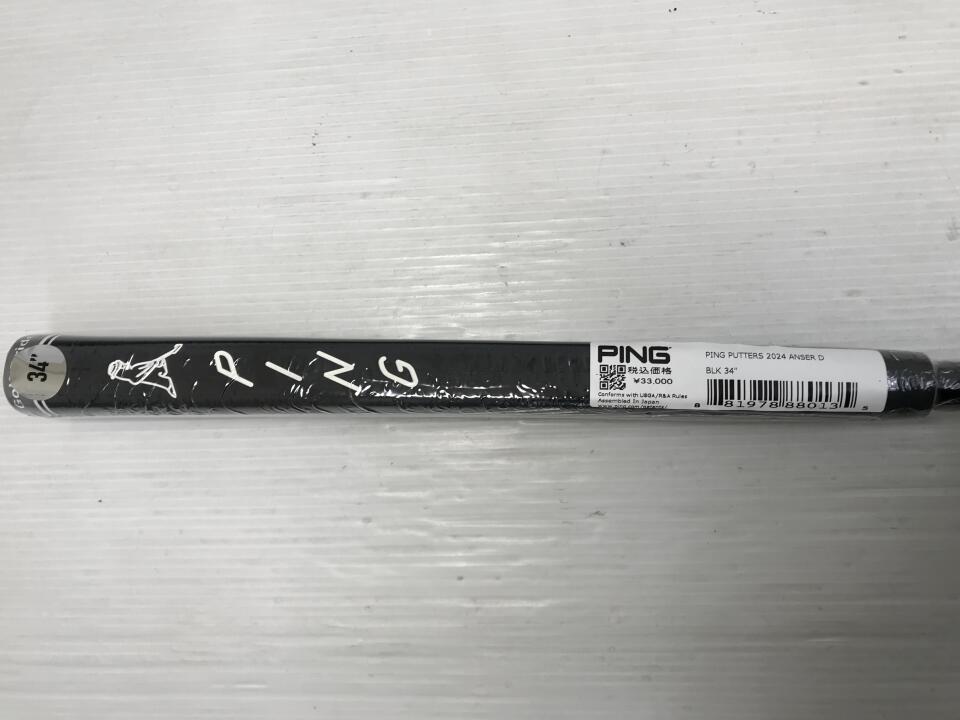 34"
PING
PING
税込価格
¥33,000
Conforms with USGA/R&A Rules
Assembled In Japan
PING PUTTERS 2024 ANSER D
BLK 34"
8 81978 88013 5